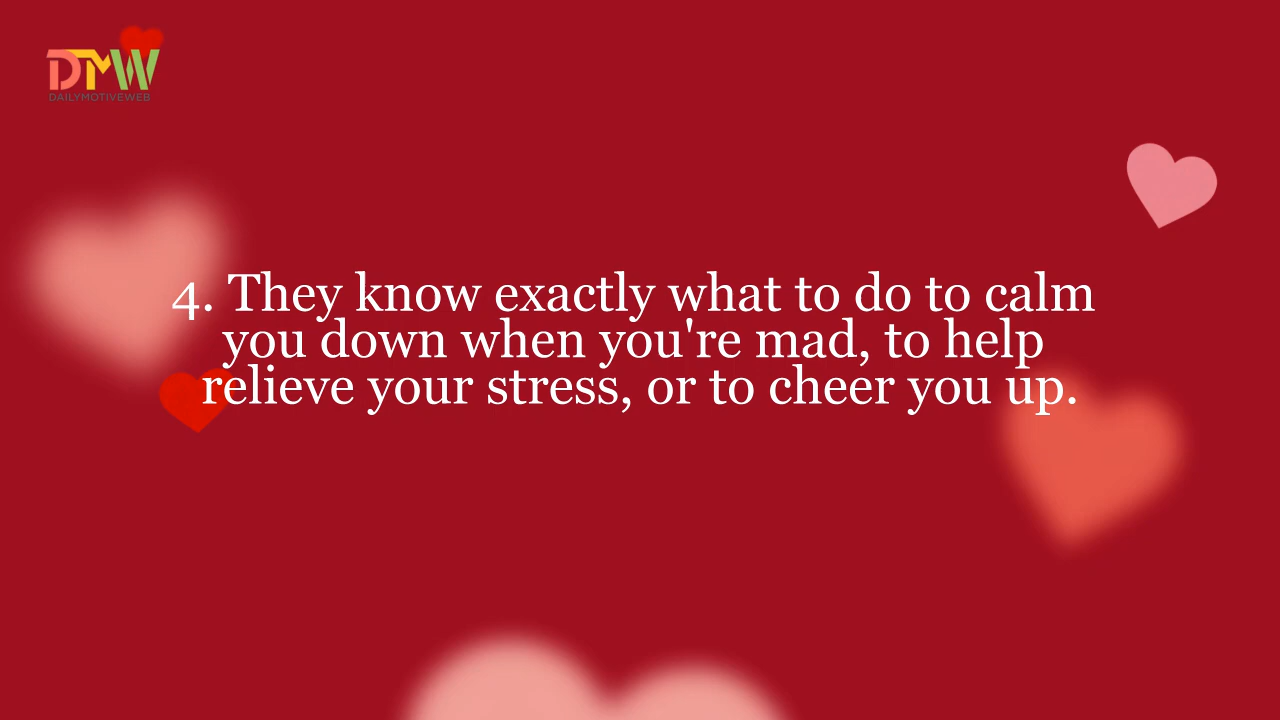 DTMW
DAILYMOTIVEWEB
4. They know exactly what to do to calm
you down when you're mad, to help
relieve your stress, or to cheer you up.